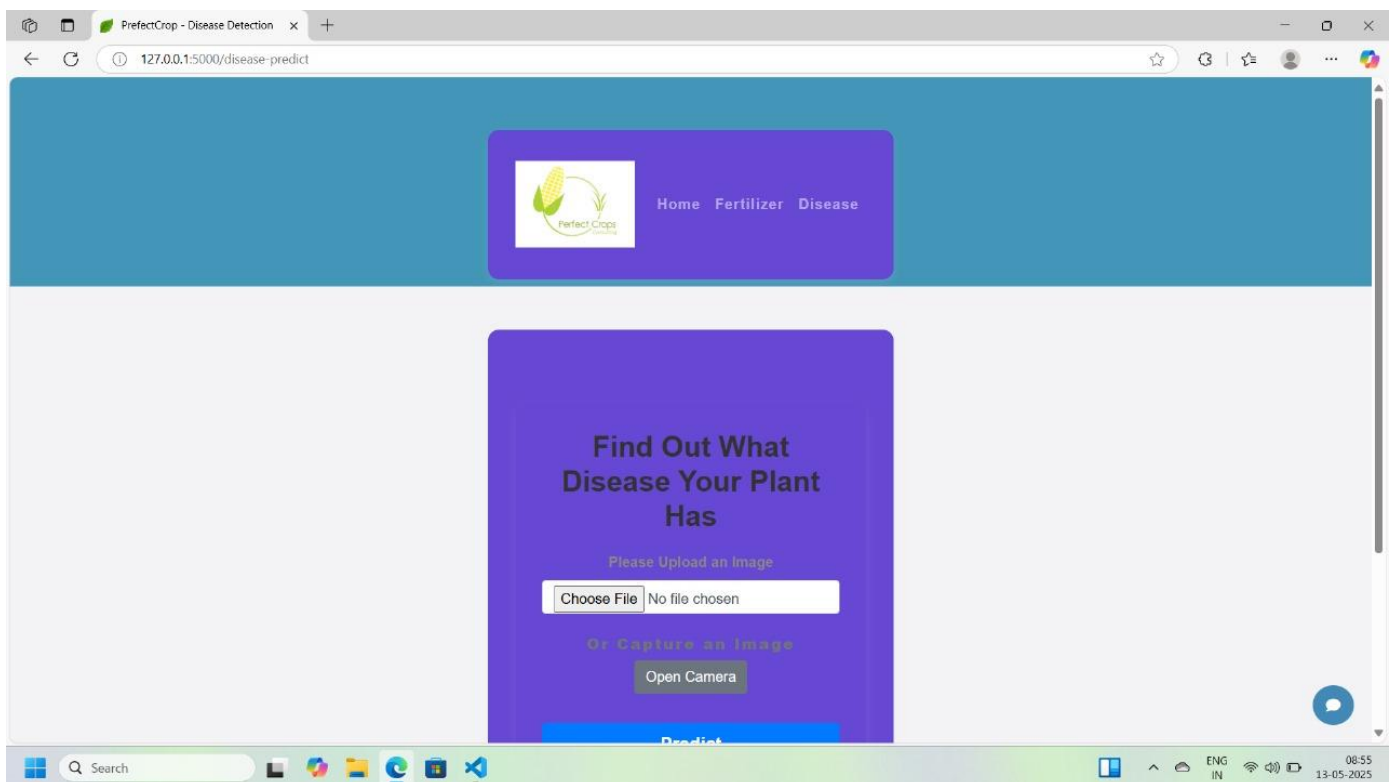 PrefectCrop - Disease Detection
127.0.0.1:5000/disease-predict
Perfect Crops
Home Fertilizer Disease
Find Out What
Disease Your Plant
Has
Please Upload an Image
Choose File No file chosen
Or Capture an Image
Open Camera
Predict
Search
ENG
IN
08:55
13-05-2025